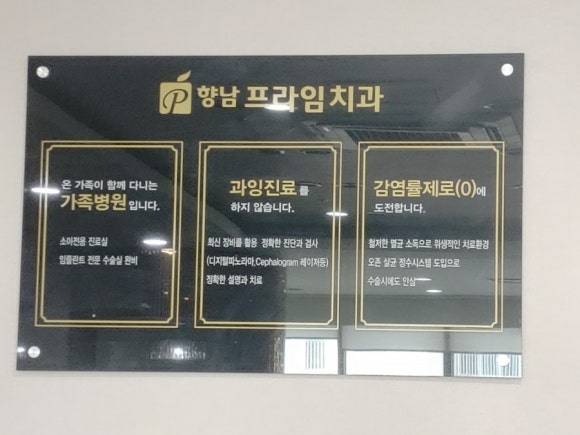 P 향남 프라임치과
온 가족이 함께 다니는
가족병원입니다.
소아전용 진료실
임플란트 전문 수술실 완비
과잉진료를
하지 않습니다.
최신 장비를 활용 정확한 진단과 검사
(디지털파노라마,Cephalogram 레이저등)
정확한 설명과 치료
감염률제로(0)에
도전합니다.
철저한 멸균 소독으로 위생적인 치료환경
오존 살균 정수시스템 도입으로
수술시에도 안심